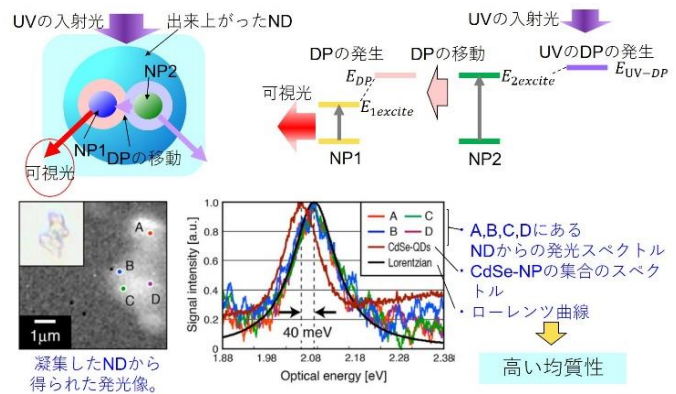 UVの入射光
出来上がったND
NP2
NP1
DPの移動
可視光
UVの入射光
DPの発生
DPの移動
UVのDPの発生
E_DP
E_2excite
E_UV−DP
可視光
E_1excite
NP1
NP2
A
B
C
D
1μm
凝集したNDから
得られた発光像。
Signal intensity [a.u.]
1.0
0.8
0.6
0.4
0.2
0
A
C
B
D
CdSe-QDs
Lorentzian
40 meV
1.88
1.98
2.08
2.18
2.28
2.38
Optical energy [eV]
・A,B,C,Dにある
NDからの発光スペクトル
・CdSe-NPの集合のスペク
トル
・ローレンツ曲線
高い均質性